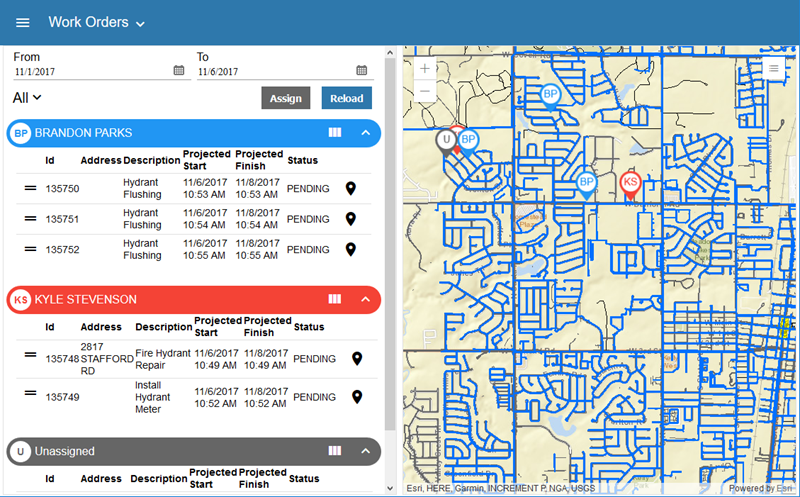 Work Orders
From
To
11/1/2017
11/6/2017
All
Assign
Reload
BP BRANDON PARKS
Id Address Description Projected Start Projected Finish Status
135750 Hydrant Flushing 11/6/2017 10:53 AM 11/8/2017 10:53 AM PENDING
135751 Hydrant Flushing 11/6/2017 10:54 AM 11/8/2017 10:54 AM PENDING
135752 Hydrant Flushing 11/6/2017 10:55 AM 11/8/2017 10:55 AM PENDING
KS KYLE STEVENSON
Id Address Description Projected Start Projected Finish Status
135748 2817 STAFFORD RD Fire Hydrant Repair 11/6/2017 10:49 AM 11/8/2017 10:49 AM PENDING
135749 Install Hydrant Meter 11/6/2017 10:52 AM 11/8/2017 10:52 AM PENDING
U Unassigned
Id Address Description Projected Start Projected Finish Status
BP
U
BP
BP
KS
Esri, HERE, Garmin, INCREMENT P, NGA, USGS
Powered by Esri